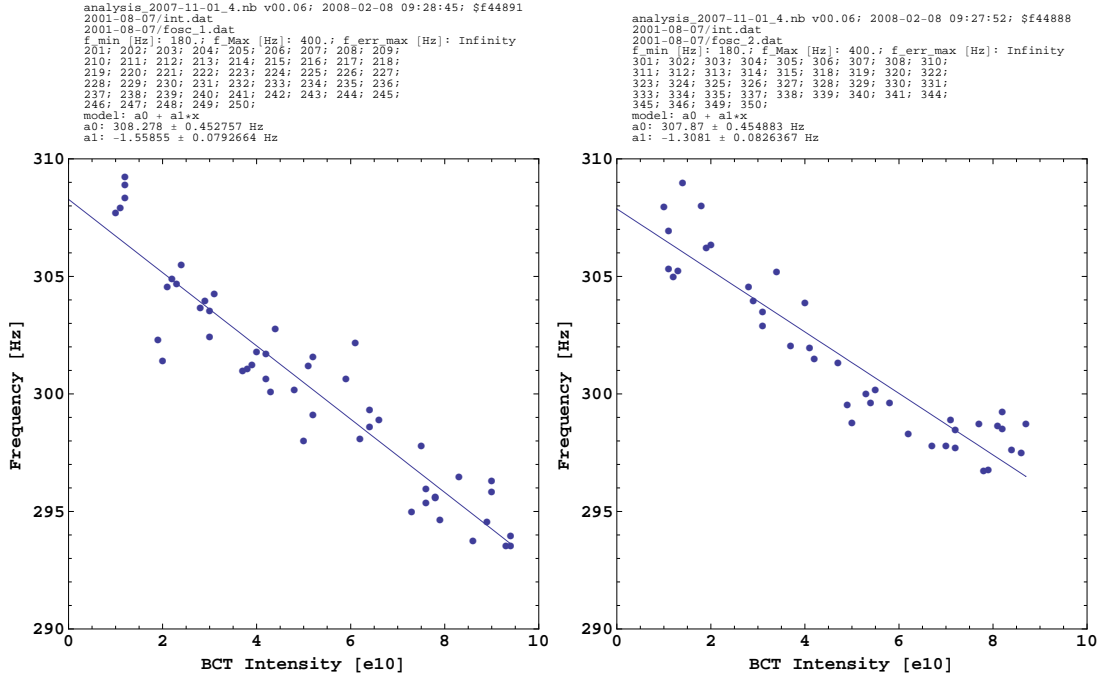 analysis_2007-11-01_4.nb v00.06; 2008-02-08 09:28:45; $f44891
2001-08-07/int.dat
2001-08-07/fosc_1.dat
f_min [Hz]: 180.; f_Max [Hz]: 400.; f_err_max [Hz]: Infinity
201; 202; 203; 204; 205; 206; 207; 208; 209;
210; 211; 212; 213; 214; 215; 216; 217; 218;
219; 220; 221; 222; 223; 224; 225; 226; 227;
228; 229; 230; 231; 232; 233; 234; 235; 236;
237; 238; 239; 240; 241; 242; 243; 244; 245;
246; 247; 248; 249; 250;
model: a0 + a1*x
a0: 308.278 ± 0.452757 Hz
a1: -1.55855 ± 0.0792664 Hz
310
305
300
295
290
Frequency [Hz]
0 2 4 6 8 10
BCT Intensity [e10]
analysis_2007-11-01_4.nb v00.06; 2008-02-08 09:27:52; $f44888
2001-08-07/int.dat
2001-08-07/fosc_2.dat
f_min [Hz]: 180.; f_Max [Hz]: 400.; f_err_max [Hz]: Infinity
301; 302; 303; 304; 305; 306; 307; 308; 310;
311; 312; 313; 314; 315; 318; 319; 320; 322;
323; 324; 325; 326; 327; 328; 329; 330; 331;
333; 334; 335; 337; 338; 339; 340; 341; 344;
345; 346; 349; 350;
model: a0 + a1*x
a0: 307.87 ± 0.454883 Hz
a1: -1.3081 ± 0.0826367 Hz
310
305
300
295
290
Frequency [Hz]
0 2 4 6 8 10
BCT Intensity [e10]